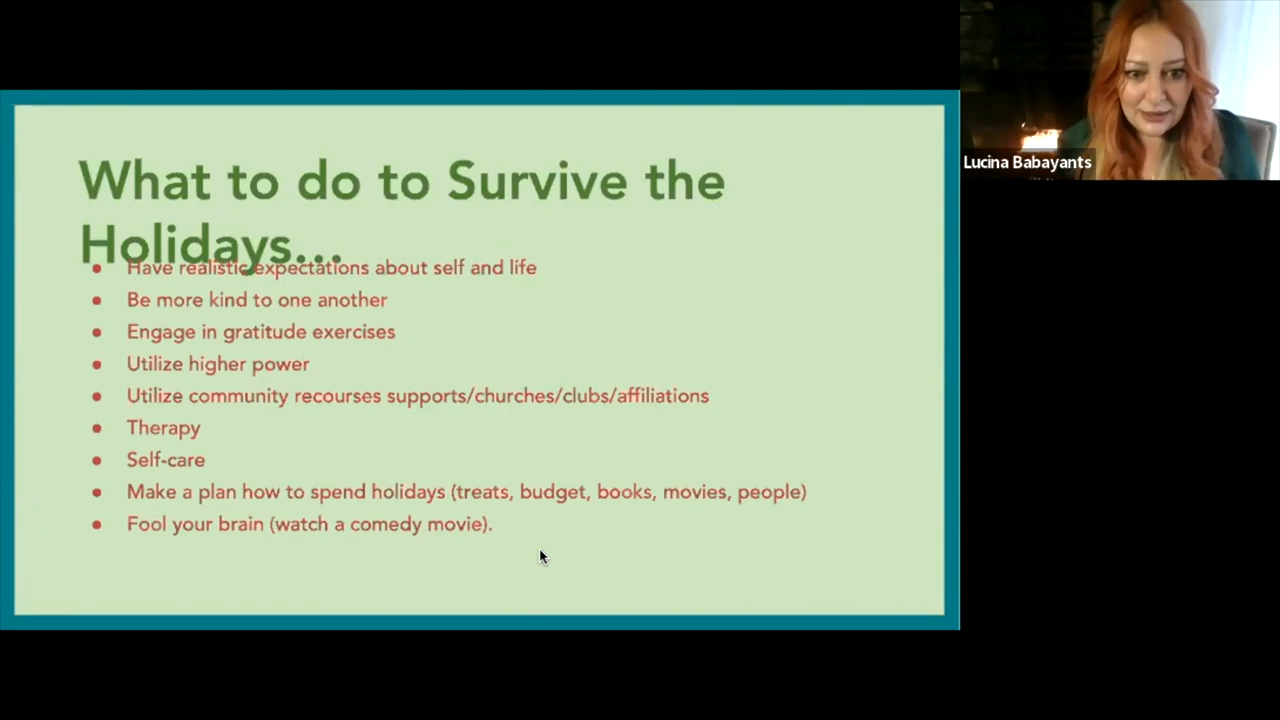 What to do to Survive the
Holidays...
• Have realistic expectations about self and life
• Be more kind to one another
• Engage in gratitude exercises
• Utilize higher power
• Utilize community recourses supports/churches/clubs/affiliations
• Therapy
• Self-care
• Make a plan how to spend holidays (treats, budget, books, movies, people)
• Fool your brain (watch a comedy movie).
Lucina Babayants